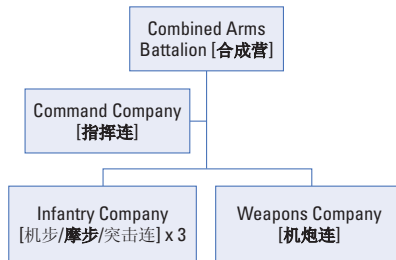 Combined Arms
Battalion [合成营]
Command Company
[指挥连]
Infantry Company
[机步/摩步/突击连] x 3
Weapons Company
[机炮连]